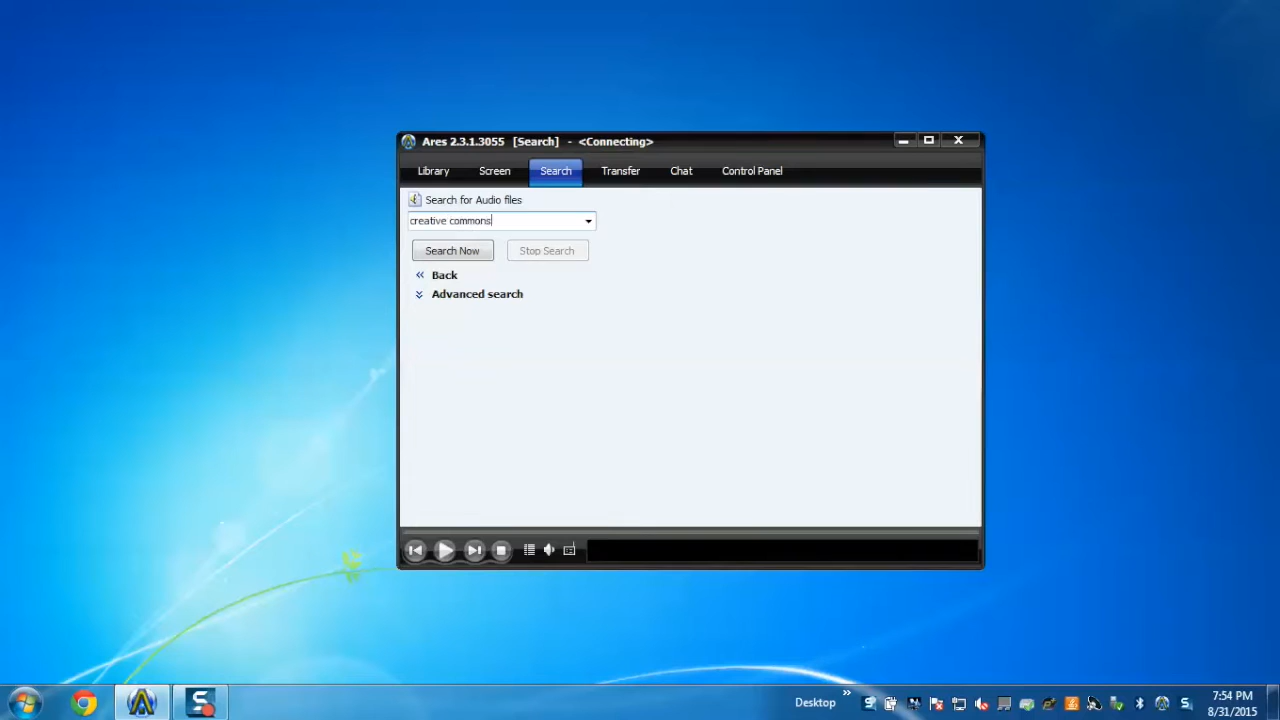 Ares 2.3.1.3055 [Search] - <Connecting>
Library Screen Search Transfer Chat Control Panel
Search for Audio files
creative commons
Search Now Stop Search
« Back
Advanced search
Desktop »
7:54 PM
8/31/2015